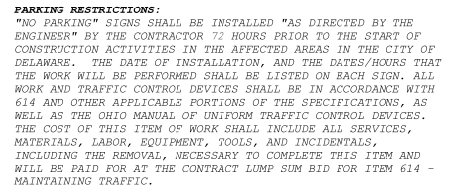 PARKING RESTRICTIONS:
"NO PARKING" SIGNS SHALL BE INSTALLED "AS DIRECTED BY THE
ENGINEER" BY THE CONTRACTOR 72 HOURS PRIOR TO THE START OF
CONSTRUCTION ACTIVITIES IN THE AFFECTED AREAS IN THE CITY OF
DELAWARE. THE DATE OF INSTALLATION, AND THE DATES/HOURS THAT
THE WORK WILL BE PERFORMED SHALL BE LISTED ON EACH SIGN. ALL
WORK AND TRAFFIC CONTROL DEVICES SHALL BE IN ACCORDANCE WITH
614 AND OTHER APPLICABLE PORTIONS OF THE SPECIFICATIONS, AS
WELL AS THE OHIO MANUAL OF UNIFORM TRAFFIC CONTROL DEVICES.
THE COST OF THIS ITEM OF WORK SHALL INCLUDE ALL SERVICES,
MATERIALS, LABOR, EQUIPMENT, TOOLS, AND INCIDENTALS,
INCLUDING THE REMOVAL, NECESSARY TO COMPLETE THIS ITEM AND
WILL BE PAID FOR AT THE CONTRACT LUMP SUM BID FOR ITEM 614 -
MAINTAINING TRAFFIC.